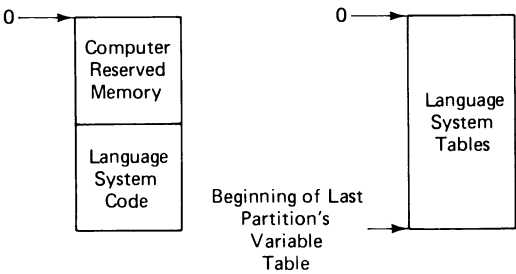 0
Computer
Reserved
Memory
Language
System
Code
0
Language
System
Tables
Beginning of Last
Partition's
Variable
Table